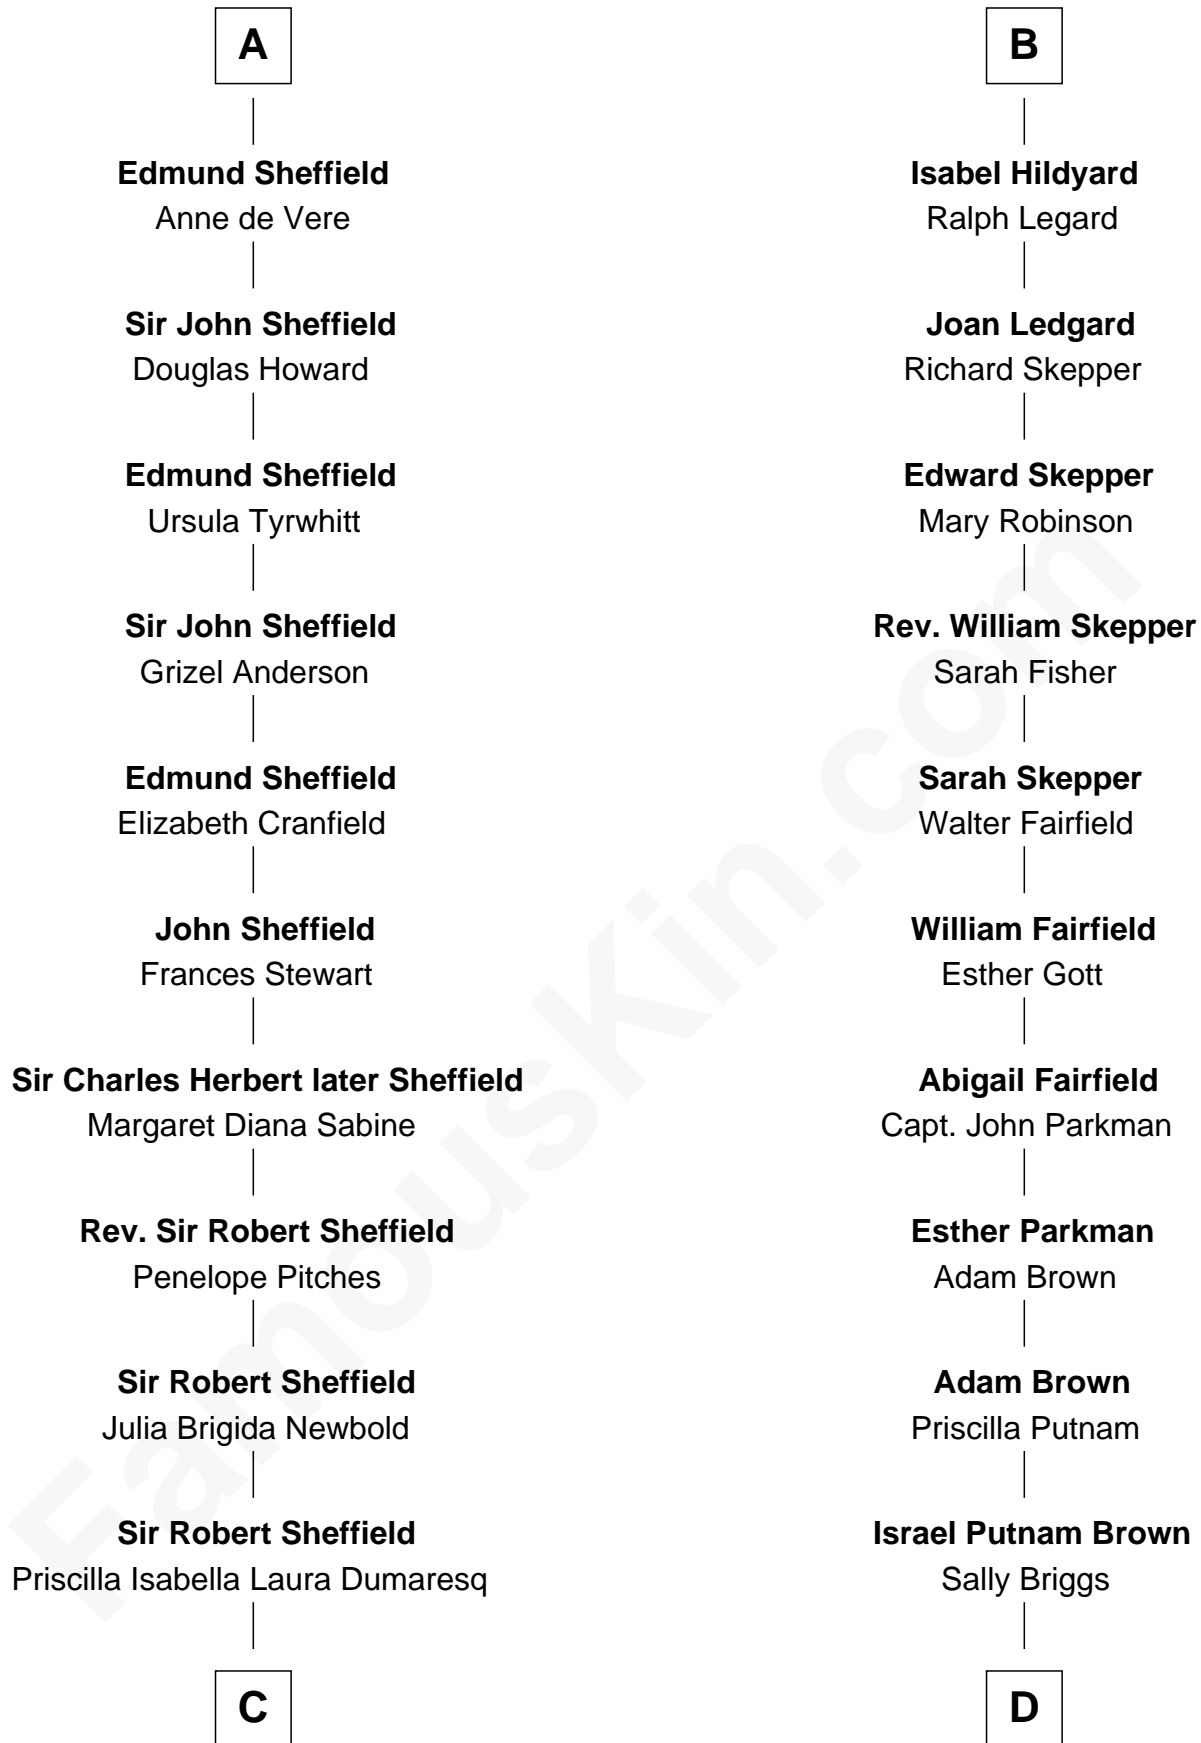 A
Edmund Sheffield
Anne de Vere
Sir John Sheffield
Douglas Howard
Edmund Sheffield
Ursula Tyrwhitt
Sir John Sheffield
Grizel Anderson
Edmund Sheffield
Elizabeth Cranfield
John Sheffield
Frances Stewart
Sir Charles Herbert later Sheffield
Margaret Diana Sabine
Rev. Sir Robert Sheffield
Penelope Pitches
Sir Robert Sheffield
Julia Brigida Newbold
Sir Robert Sheffield
Priscilla Isabella Laura Dumaresq
C
B
Isabel Hildyard
Ralph Legard
Joan Ledgard
Richard Skepper
Edward Skepper
Mary Robinson
Rev. William Skepper
Sarah Fisher
Sarah Skepper
Walter Fairfield
William Fairfield
Esther Gott
Abigail Fairfield
Capt. John Parkman
Esther Parkman
Adam Brown
Adam Brown
Priscilla Putnam
Israel Putnam Brown
Sally Briggs
D
FamousKin.com